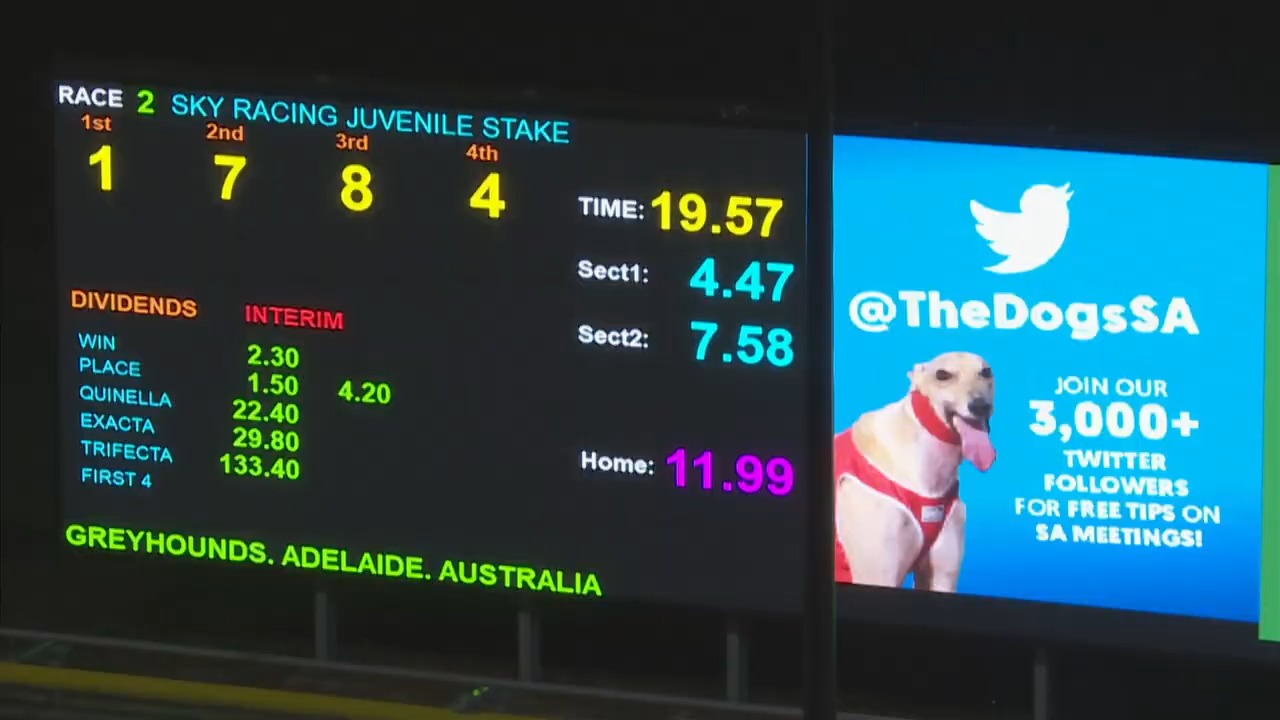 RACE 2 SKY RACING JUVENILE STAKE
1st 2nd 3rd 4th
1 7 8 4
TIME: 19.57
Sect1: 4.47
Sect2: 7.58
Home: 11.99
DIVIDENDS INTERIM
WIN 2.30
PLACE 1.50 4.20
QUINELLA 22.40
EXACTA 29.80
TRIFECTA 133.40
FIRST 4
GREYHOUNDS. ADELAIDE. AUSTRALIA
@TheDogsSA
JOIN OUR
3,000+
TWITTER
FOLLOWERS
FOR FREE TIPS ON
SA MEETINGS!